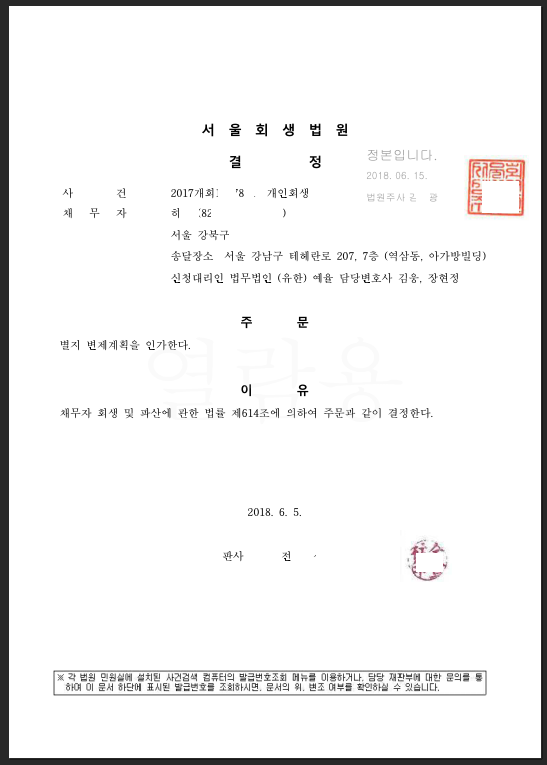 서 울 회 생 법 원
결 정
정본입니다.
2018. 06. 15.
법원주사 김 광
사 건 2017개회 78 . 개인회생
채 무 자 허 82 )
서울 강북구
송달장소 서울 강남구 테헤란로 207, 7층 (역삼동, 아가방빌딩)
신청대리인 법무법인 (유한) 예율 담당변호사 김웅, 장현정
주 문
별지 변제계획을 인가한다.
열람용
이 유
채무자 회생 및 파산에 관한 법률 제614조에 의하여 주문과 같이 결정한다.
2018. 6. 5.
판사 전
※ 각 법원 민원실에 설치된 사건검색 컴퓨터의 발급번호조회 메뉴를 이용하거나, 담당 재판부에 대한 문의를 통
하여 이 문서 하단에 표시된 발급번호를 조회하시면, 문서의 위, 변조 여부를 확인하실 수 있습니다.